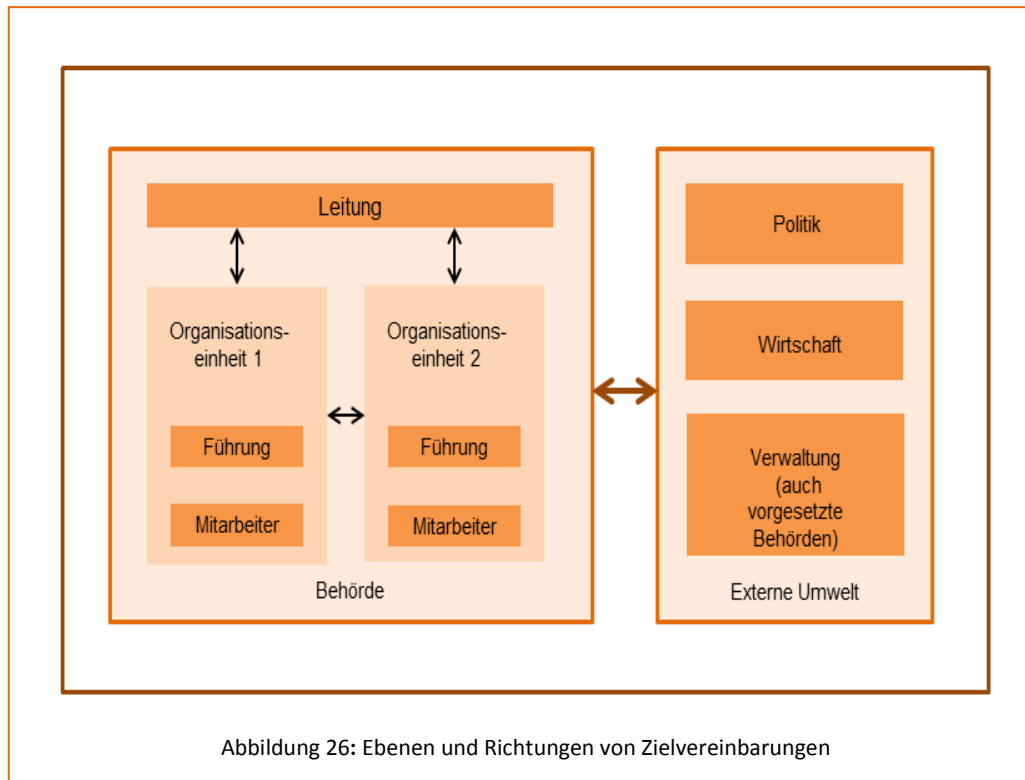 Leitung
Organisations-
einheit 1
Führung
Mitarbeiter
Organisations-
einheit 2
Führung
Mitarbeiter
Behörde
Politik
Wirtschaft
Verwaltung
(auch
vorgesetzte
Behörden)
Externe Umwelt
Abbildung 26: Ebenen und Richtungen von Zielvereinbarungen